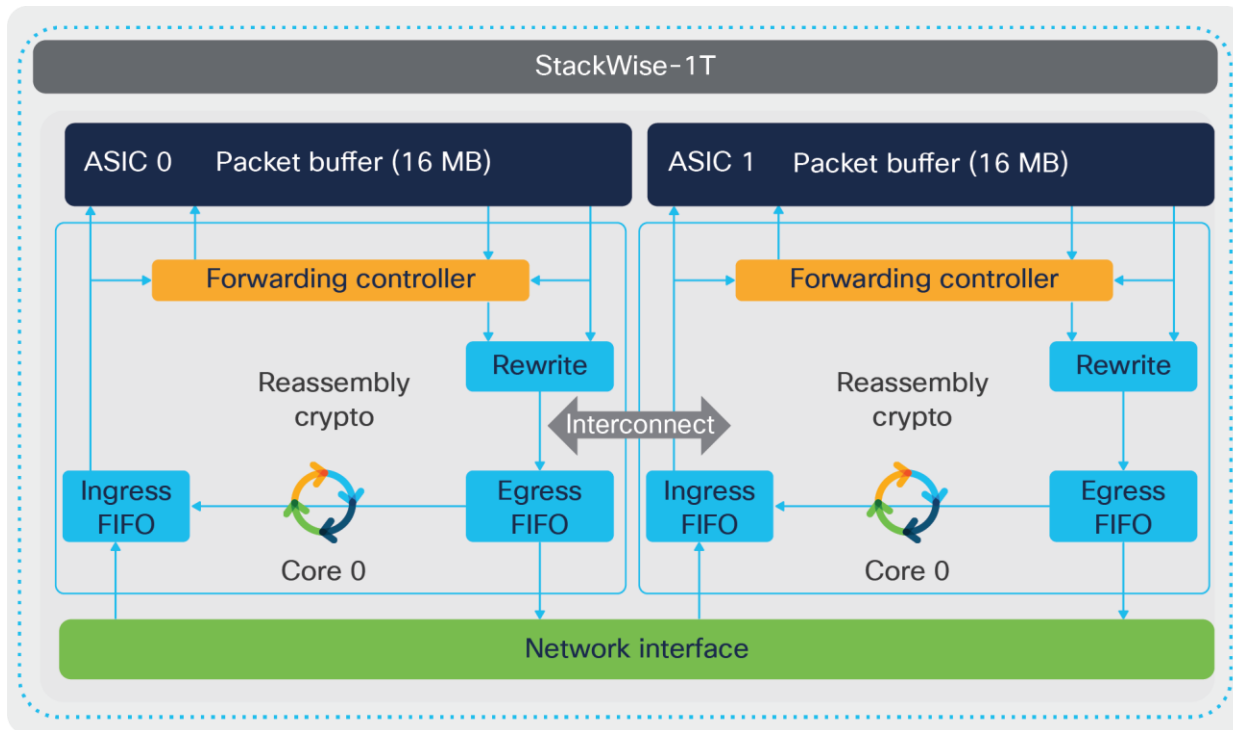 StackWise-1T
ASIC 0 Packet buffer (16 MB)
ASIC 1 Packet buffer (16 MB)
Forwarding controller
Forwarding controller
Rewrite
Rewrite
Reassembly
crypto
Interconnect
Reassembly
crypto
Ingress
FIFO
Egress
FIFO
Ingress
FIFO
Egress
FIFO
Core 0
Core 0
Network interface